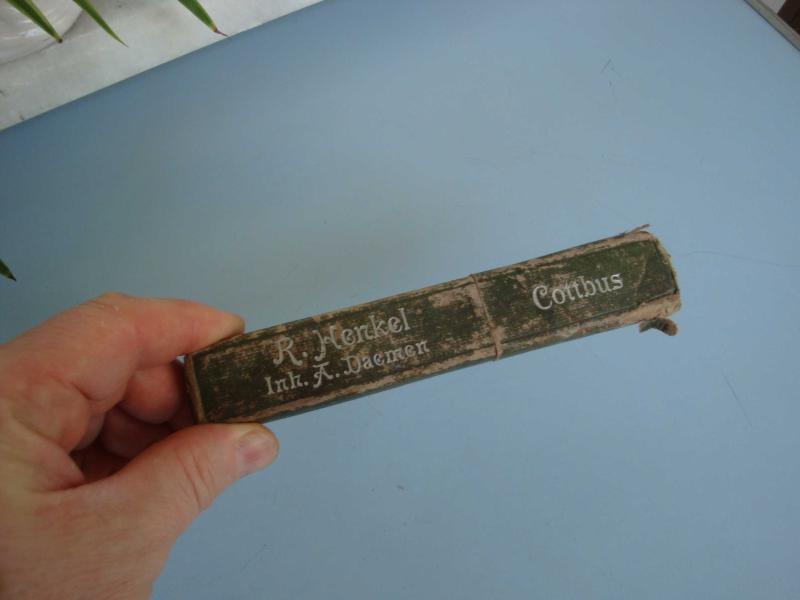 R. Henkel
Inh. A. Daemen
Cottbus